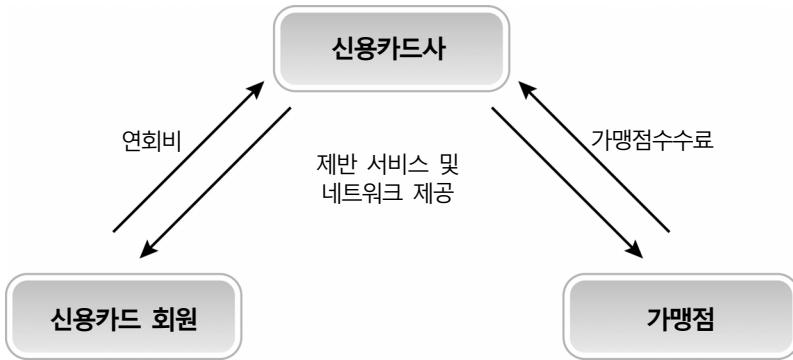 신용카드사
연회비
가맹점수수료
제반 서비스 및
네트워크 제공
신용카드 회원
가맹점